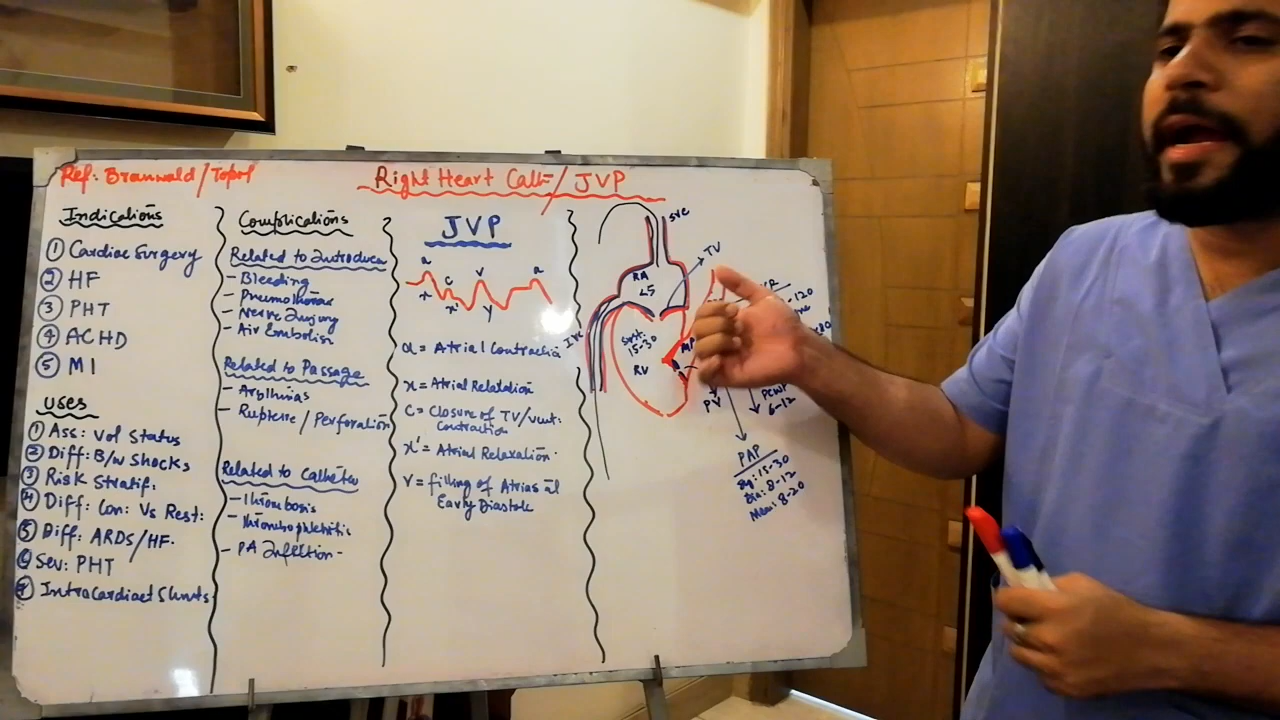 Ref: Braunwald/Topol
Right Heart Cath/JVP
Indications
① Cardiac Surgery
② HF
③ PHT
④ ACHD
⑤ MI
Uses
① Ass: Vol Status
② Diff: B/w Shocks
③ Risk Stratif:
④ Diff: Con: Vs Rest:
⑤ Diff: ARDS/HF.
⑥ Sev: PHT
⑦ Intracardiact Shunts.
Complications
Related to Introducer
- Bleeding
- Pneumothorax
- Nerve Injury
- Air Embolism
Related to Passage
- Arythmias
- Rupture/Perforation
Related to Catheter
- Thrombosis
- Thrombophlebitis
- PA Infection-
JVP
a
x
c
x'
v
y
a
a = Atrial Contraction
x = Atrial Relaxation
c = Closure of TV/vent: Contraction
x' = Atrial Relaxation.
v = filling of Atrias at
Early Diastole
SVC
TV
RA
<5
IVC
Syst:
15-30
RV
MP
PV
PCWP
6-12
PAP
Sy: 15-30
Dia: 8-12
Mean: 8-20